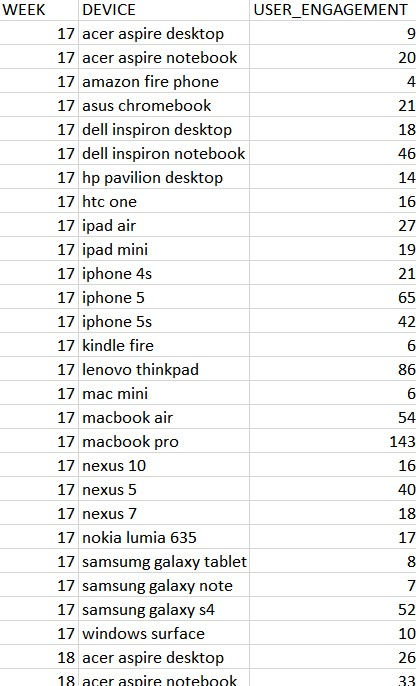 WEEK DEVICE USER_ENGAGEMENT
17 acer aspire desktop 9
17 acer aspire notebook 20
17 amazon fire phone 4
17 asus chromebook 21
17 dell inspiron desktop 18
17 dell inspiron notebook 46
17 hp pavilion desktop 14
17 htc one 16
17 ipad air 27
17 ipad mini 19
17 iphone 4s 21
17 iphone 5 65
17 iphone 5s 42
17 kindle fire 6
17 lenovo thinkpad 86
17 mac mini 6
17 macbook air 54
17 macbook pro 143
17 nexus 10 16
17 nexus 5 40
17 nexus 7 18
17 nokia lumia 635 17
17 samsumg galaxy tablet 8
17 samsung galaxy note 7
17 samsung galaxy s4 52
17 windows surface 10
18 acer aspire desktop 26
18 acer aspire notebook 33